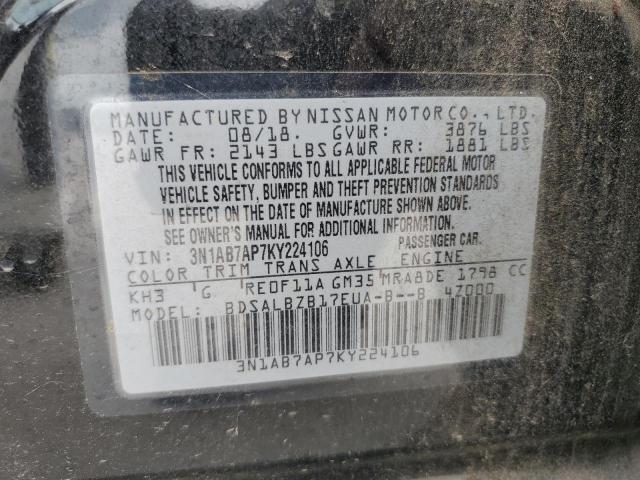 MANUFACTURED BY NISSAN MOTOR CO., LTD.
DATE: 08/18. GVWR: 3876 LBS
GAWR FR: 2143 LBS GAWR RR: 1881 LBS
THIS VEHICLE CONFORMS TO ALL APPLICABLE FEDERAL MOTOR
VEHICLE SAFETY, BUMPER AND THEFT PREVENTION STANDARDS
IN EFFECT ON THE DATE OF MANUFACTURE SHOWN ABOVE.
SEE OWNER'S MANUAL FOR ADDITIONAL INFORMATION.
VIN: 3N1AB7AP7KY224106 PASSENGER CAR.
COLOR TRIM TRANS AXLE ENGINE
KH3 G RE0F11A GM35 MRA8DE 1798 CC
MODEL: BDSALBZB17EUA-B--B 4Z000
3N1AB7AP7KY224106